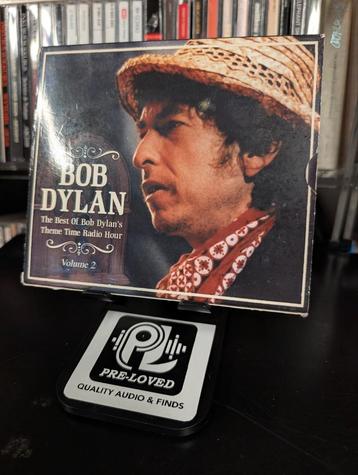 BOB
DYLAN
The Best Of Bob Dylan's
Theme Time Radio Hour
Volume 2
PL
PRE-LOVED
QUALITY AUDIO & FINDS